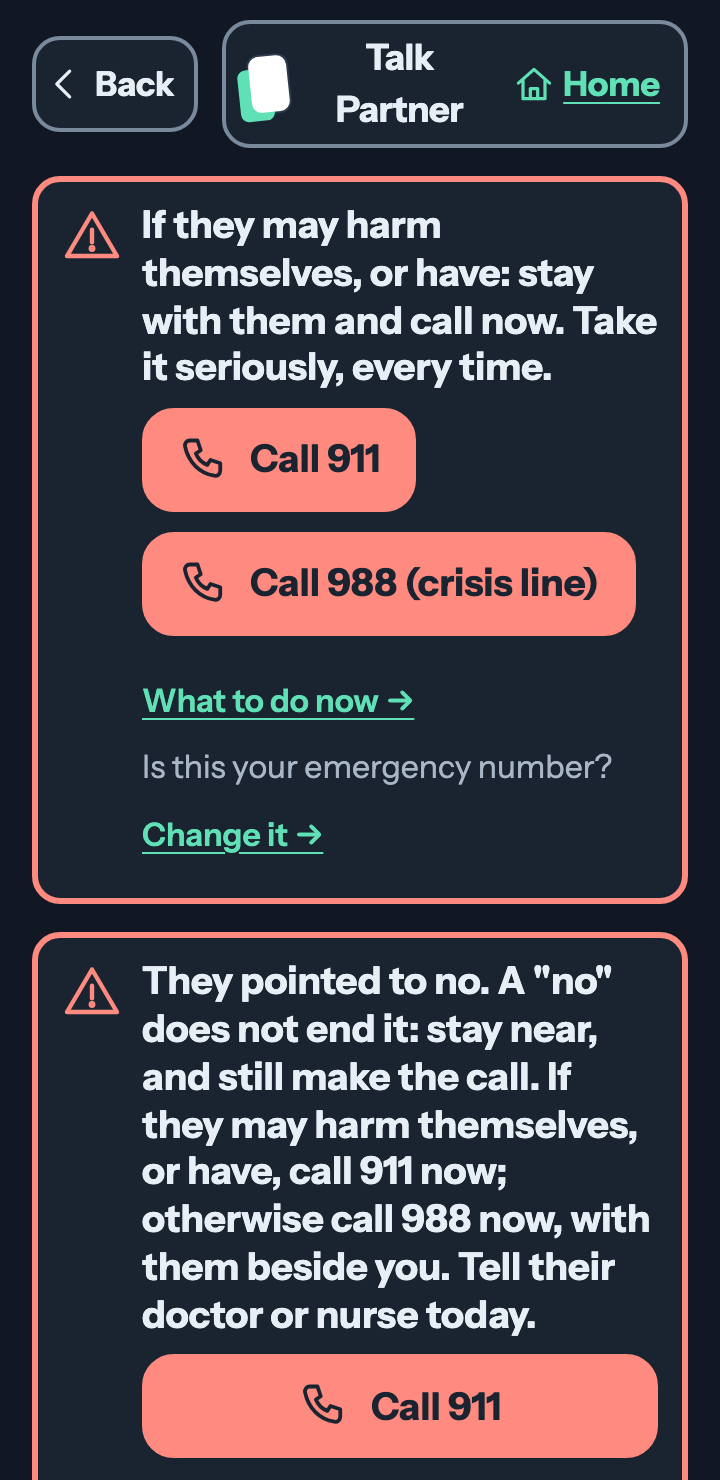 Back
Talk
Partner
Home
If they may harm
themselves, or have: stay
with them and call now. Take
it seriously, every time.
Call 911
Call 988 (crisis line)
What to do now →
Is this your emergency number?
Change it →
They pointed to no. A "no"
does not end it: stay near,
and still make the call. If
they may harm themselves,
or have, call 911 now;
otherwise call 988 now, with
them beside you. Tell their
doctor or nurse today.
Call 911